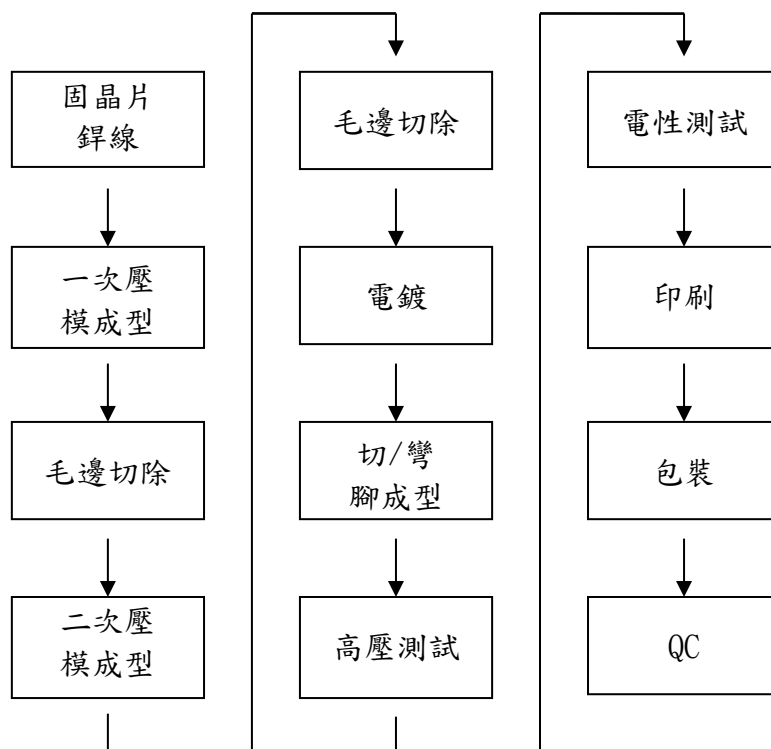 固晶片
銲線
一次壓
模成型
毛邊切除
二次壓
模成型
毛邊切除
電鍍
切/彎
腳成型
高壓測試
電性測試
印刷
包裝
QC